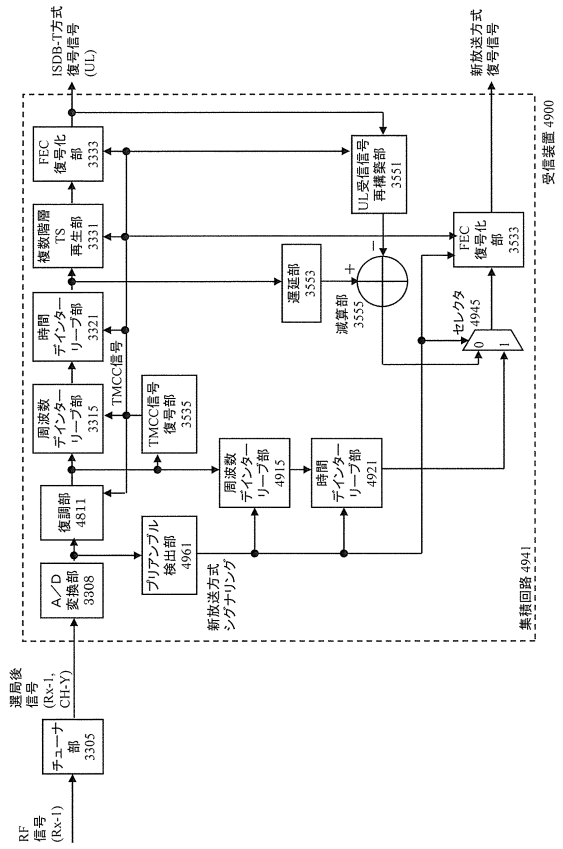 RF
信号
(Rx-1)
チューナ
部
3305
選局後
信号
(Rx-1,
CH-Y)
A／D
変換部
3308
復調部
4811
周波数
デインター
リーブ部
3315
時間
デインター
リーブ部
3321
複数階層
TS
再生部
3331
FEC
復号化
部
3333
ISDB-T方式
復号信号
(UL)
プリアンブル
検出部
4961
TMCC信号
復号部
3535
TMCC信号
遅延部
3553
UL受信信号
再構築部
3551
新放送方式
シグナリング
周波数
デインター
リーブ部
4915
時間
デインター
リーブ部
4921
減算部
3555
+
−
セレクタ
4945
0
1
FEC
復号化
部
3533
新放送方式
復号信号
集積回路 4941
受信装置 4900